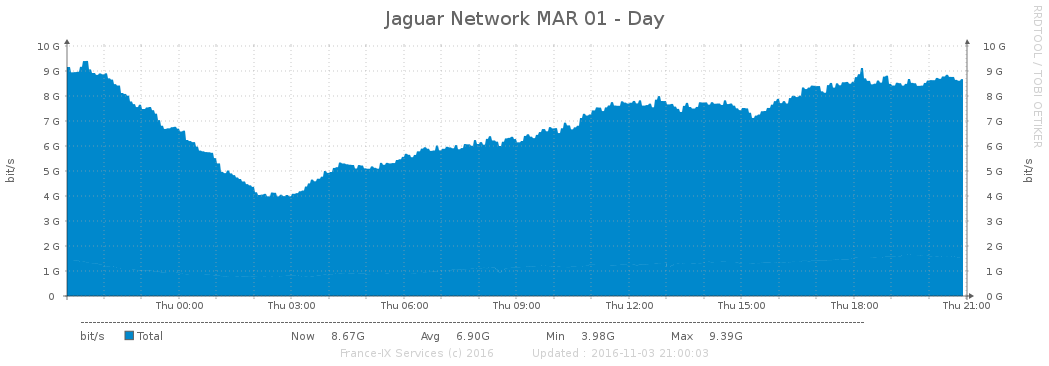 Jaguar Network MAR 01 - Day
RRDTOOL / TOBI OETIKER
10 G 10 G
9 G 9 G
8 G 8 G
7 G 7 G
6 G 6 G
5 G 5 G
4 G 4 G
3 G 3 G
2 G 2 G
1 G 1 G
0 0 G
bit/s
bit/s
Thu 00:00 Thu 03:00 Thu 06:00 Thu 09:00 Thu 12:00 Thu 15:00 Thu 18:00 Thu 21:00
bit/s Total Now 8.67G Avg 6.90G Min 3.98G Max 9.39G
France-IX Services (c) 2016 Updated : 2016-11-03 21:00:03